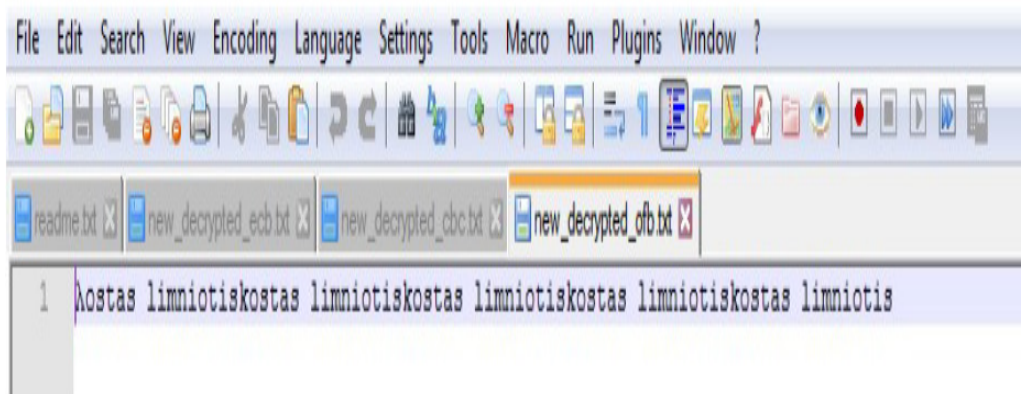 File Edit Search View Encoding Language Settings Tools Macro Run Plugins Window ?
readme.txt new_decrypted_ecb.txt new_decrypted_cbc.txt new_decrypted_ofb.txt
1 λostas limniotiskostas limniotiskostas limniotiskostas limniotiskostas limniotis